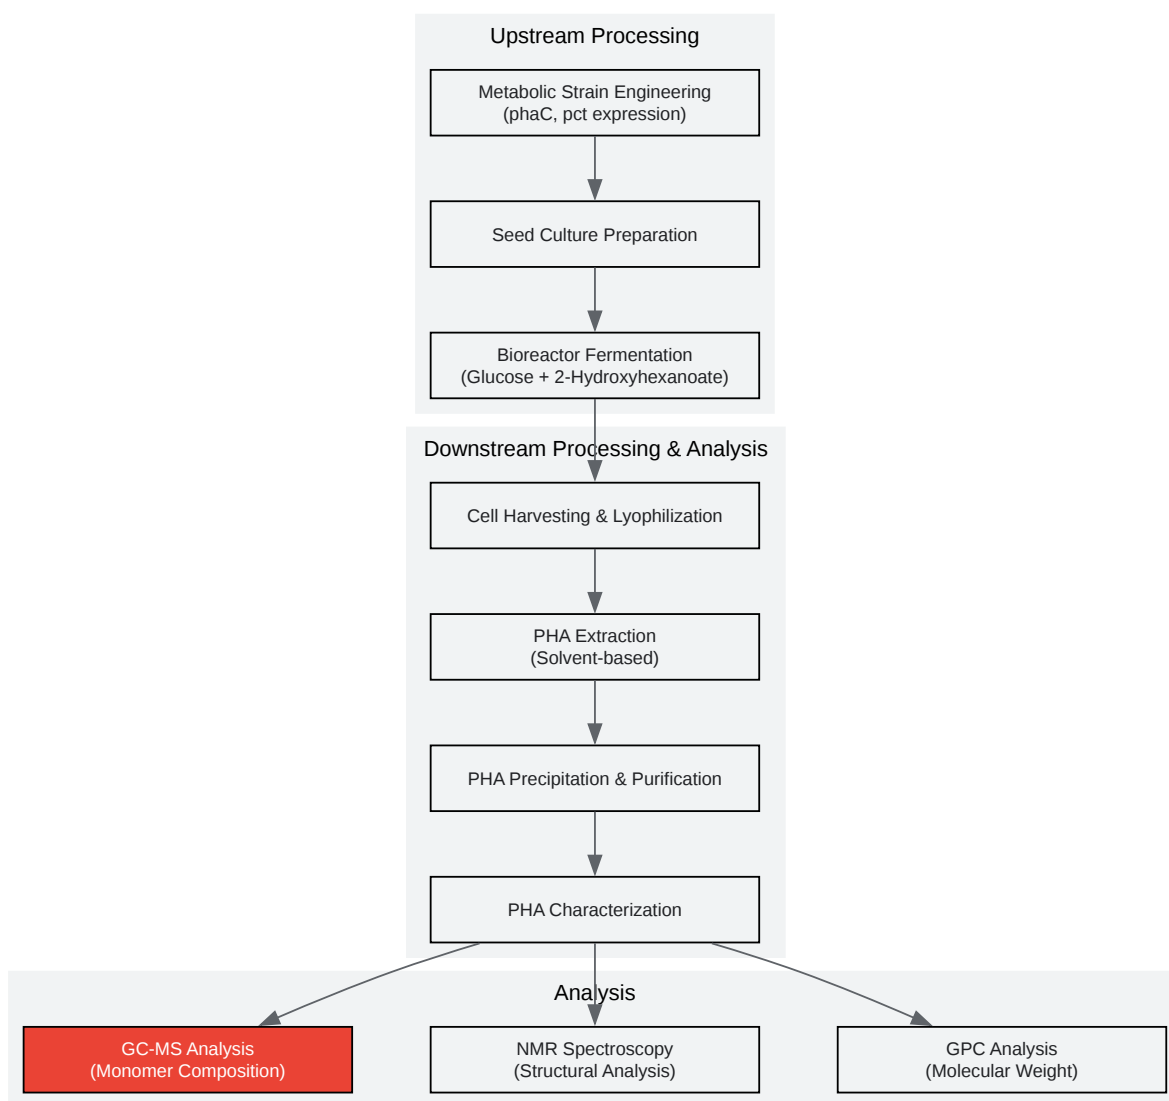 Upstream Processing
Metabolic Strain Engineering
(phaC, pct expression)
Seed Culture Preparation
Bioreactor Fermentation
(Glucose + 2-Hydroxyhexanoate)
Downstream Processing & Analysis
Cell Harvesting & Lyophilization
PHA Extraction
(Solvent-based)
PHA Precipitation & Purification
PHA Characterization
Analysis
GC-MS Analysis
(Monomer Composition)
NMR Spectroscopy
(Structural Analysis)
GPC Analysis
(Molecular Weight)